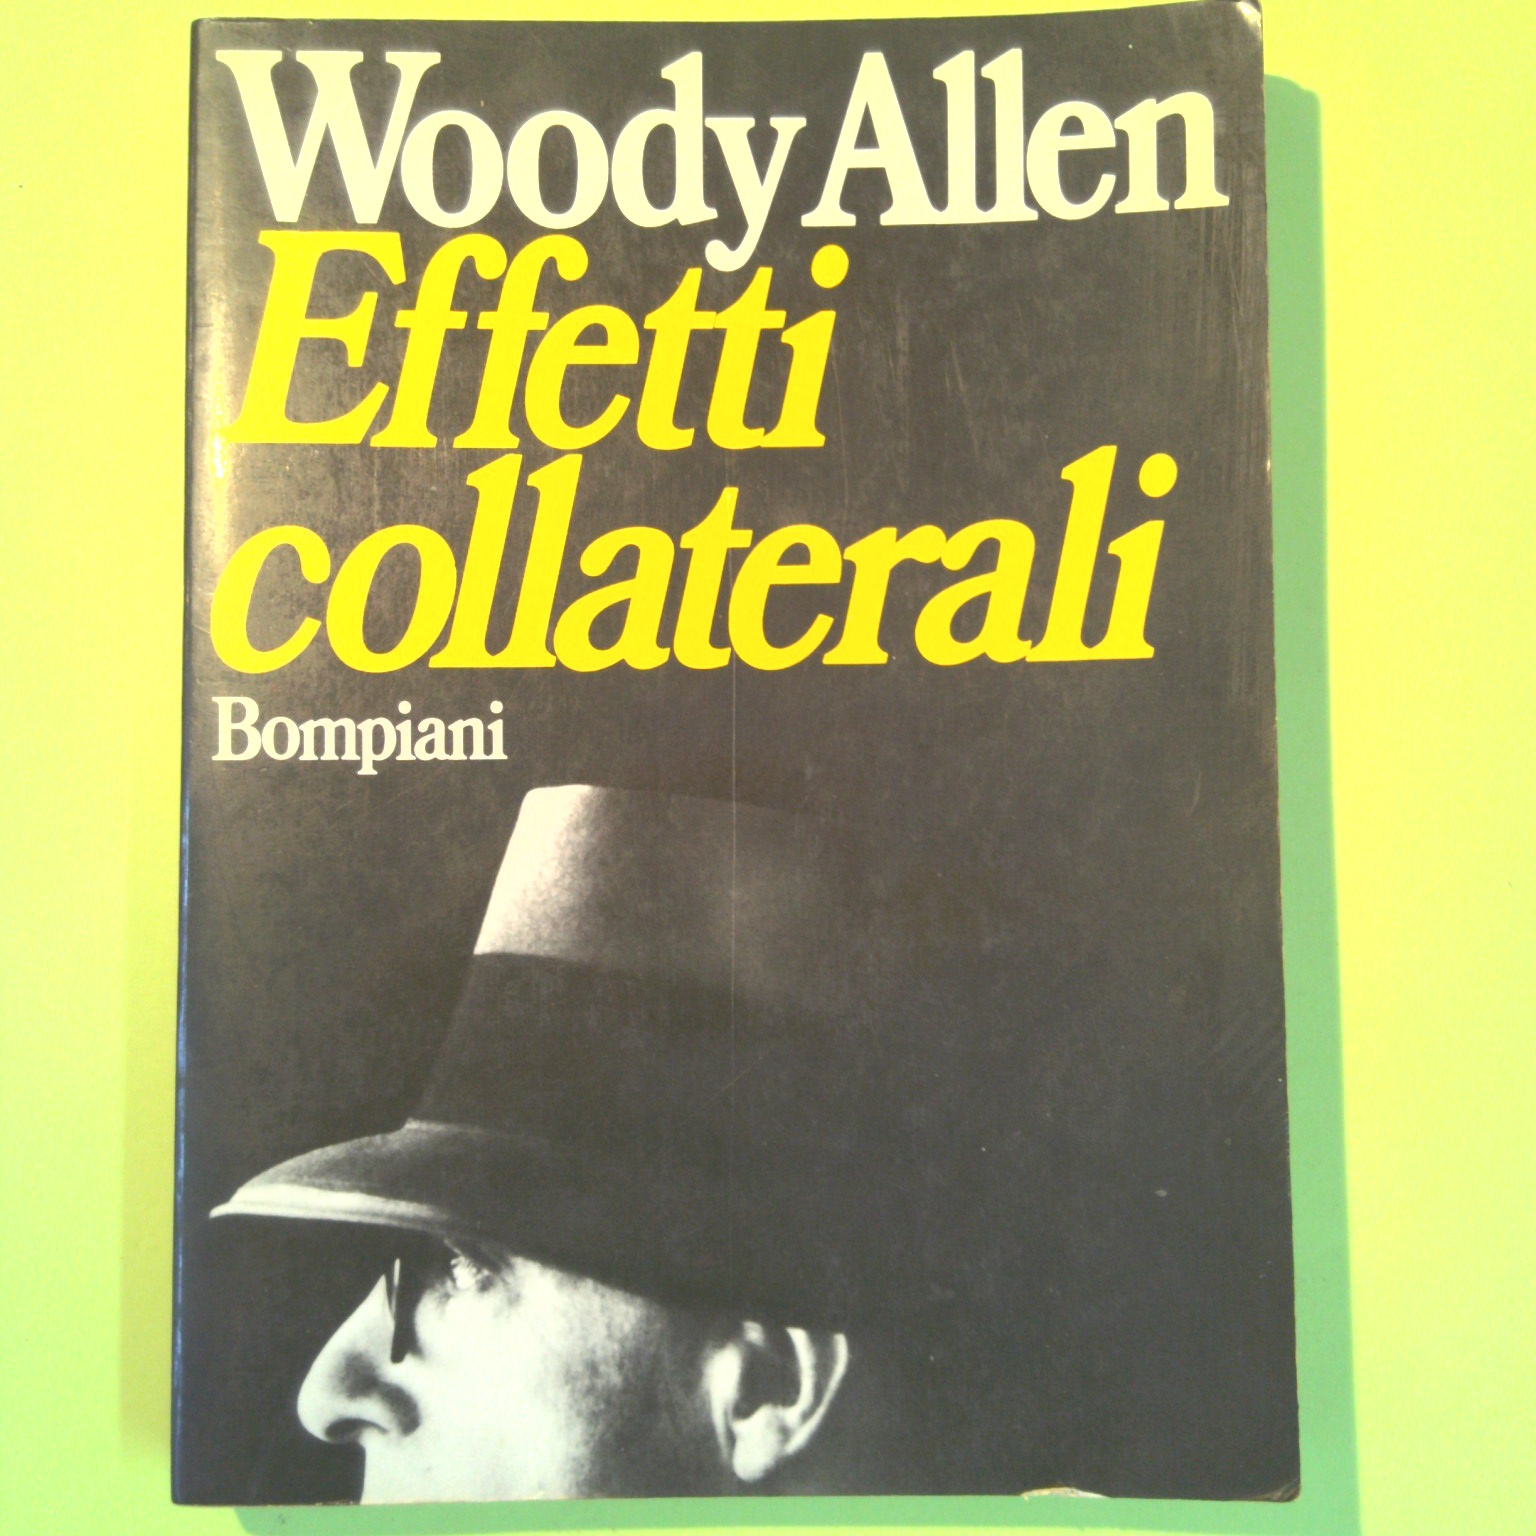 Woody Allen
Effetti
collaterali
Bompiani